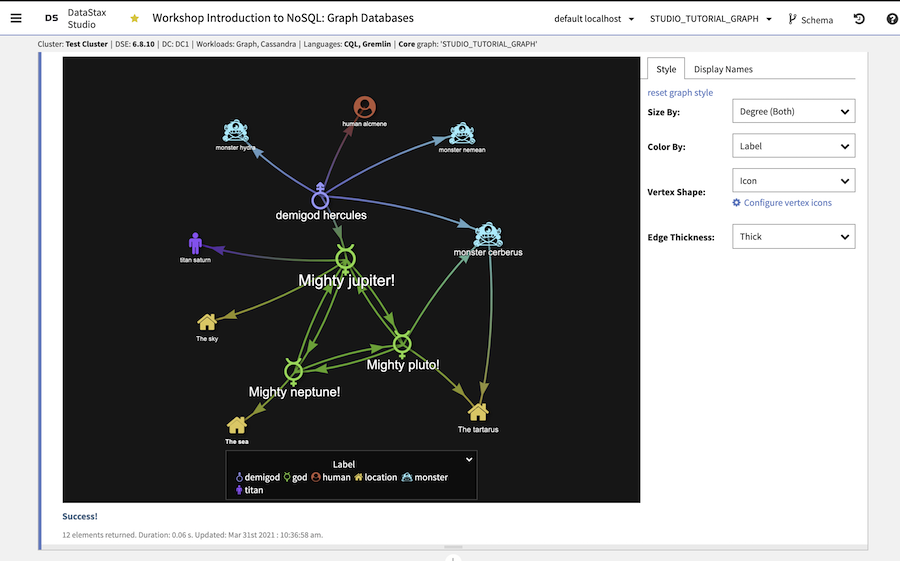 DS DataStax Studio Workshop Introduction to NoSQL: Graph Databases default localhost STUDIO_TUTORIAL_GRAPH Schema ?
Cluster: Test Cluster | DSE: 6.8.10 | DC: DC1 | Workloads: Graph, Cassandra | Languages: CQL, Gremlin | Core graph: 'STUDIO_TUTORIAL_GRAPH'
Style Display Names
reset graph style
Size By: Degree (Both)
Color By: Label
Vertex Shape: Icon
Configure vertex icons
Edge Thickness: Thick
human alcmene
monster hydra
monster nemean
demigod hercules
monster cerberus
titan saturn
Mighty jupiter!
The sky
Mighty pluto!
Mighty neptune!
The tartarus
The sea
Label
demigod god human location monster
titan
Success!
12 elements returned. Duration: 0.06 s. Updated: Mar 31st 2021 : 10:36:58 am.